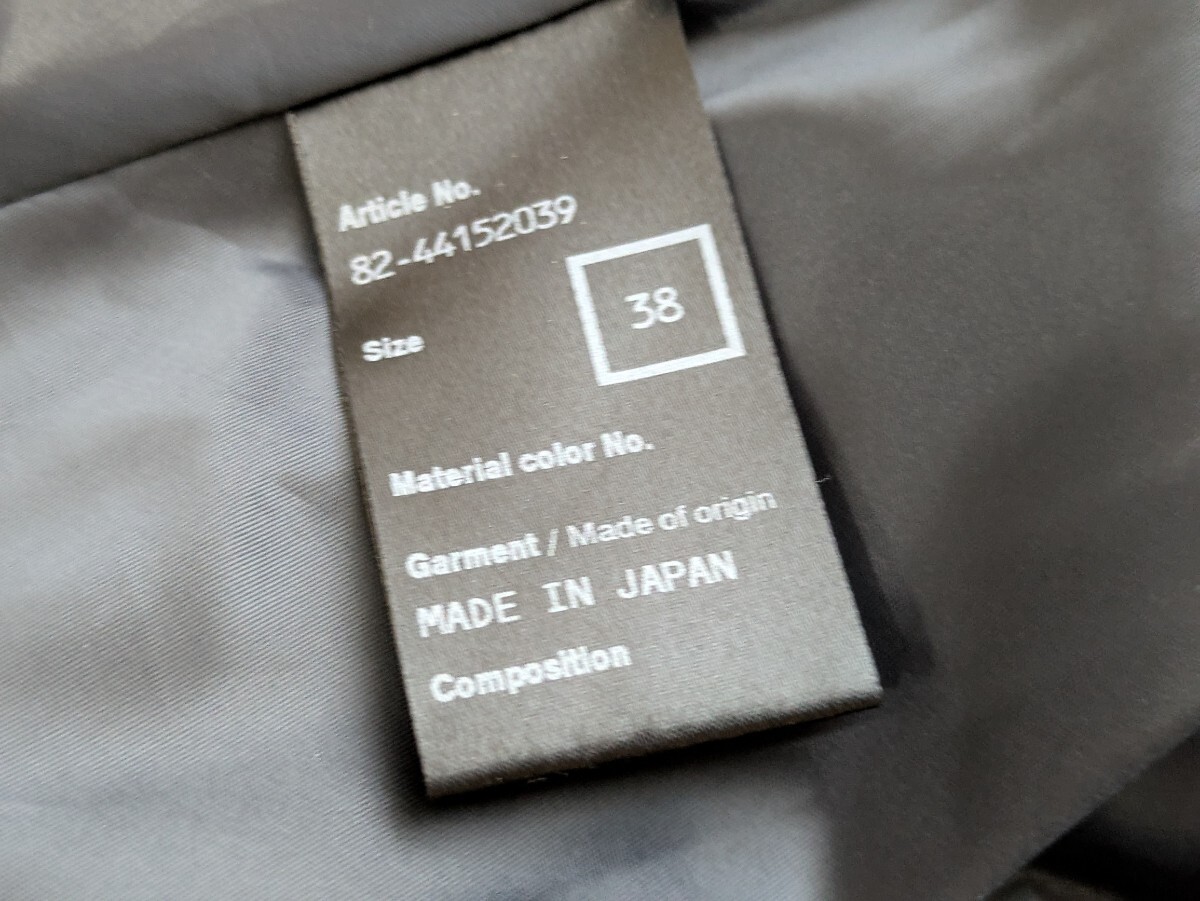 Article No.
82-44152039
Size
38
Material color No.
Garment / Made of origin
MADE IN JAPAN
Composition